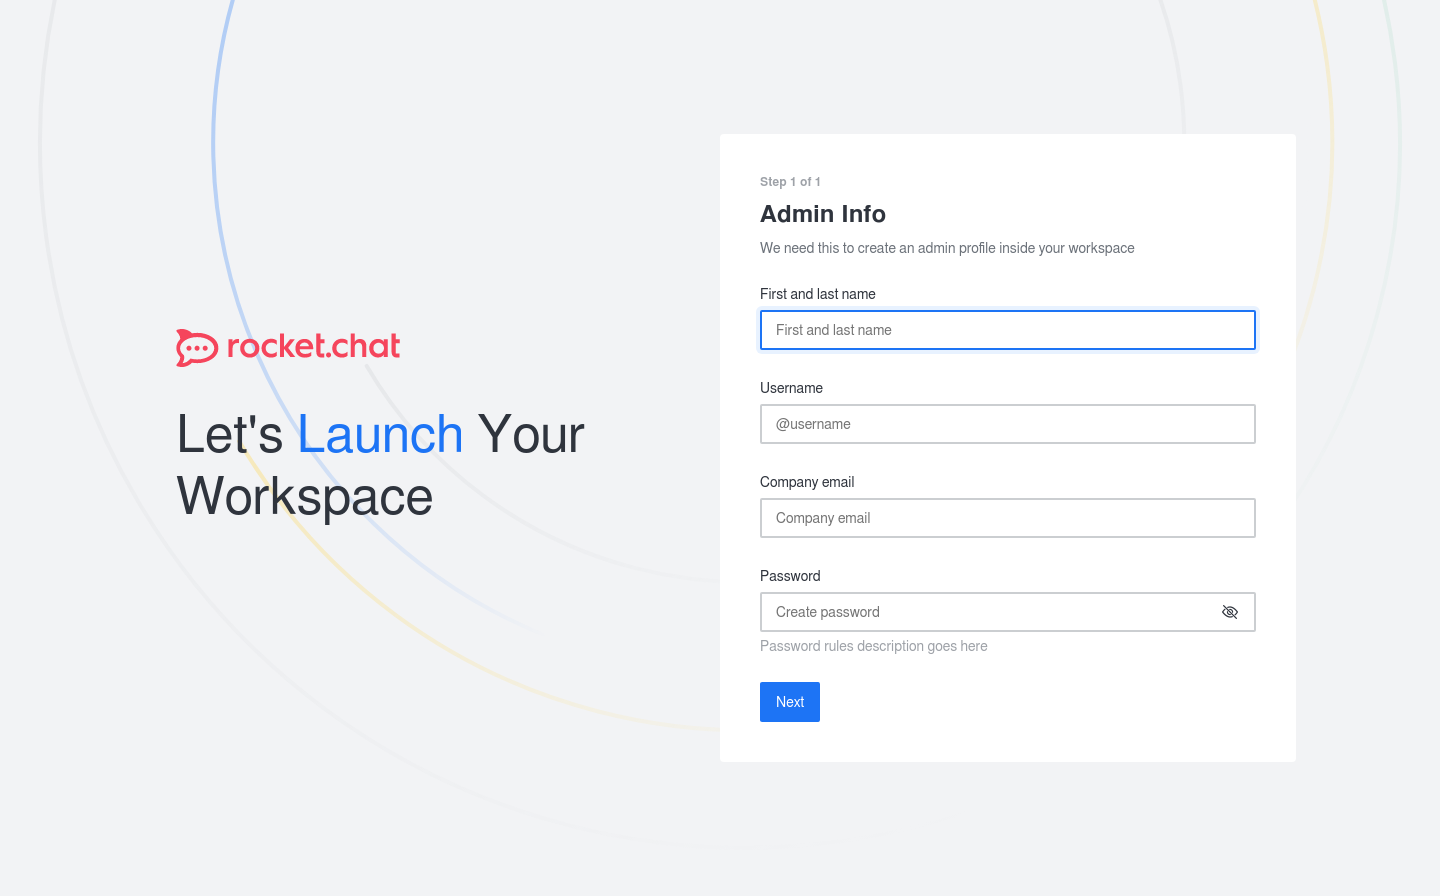 rocket.chat
Let's Launch Your
Workspace
Step 1 of 1
Admin Info
We need this to create an admin profile inside your workspace
First and last name
First and last name
Username
@username
Company email
Company email
Password
Create password
Password rules description goes here
Next